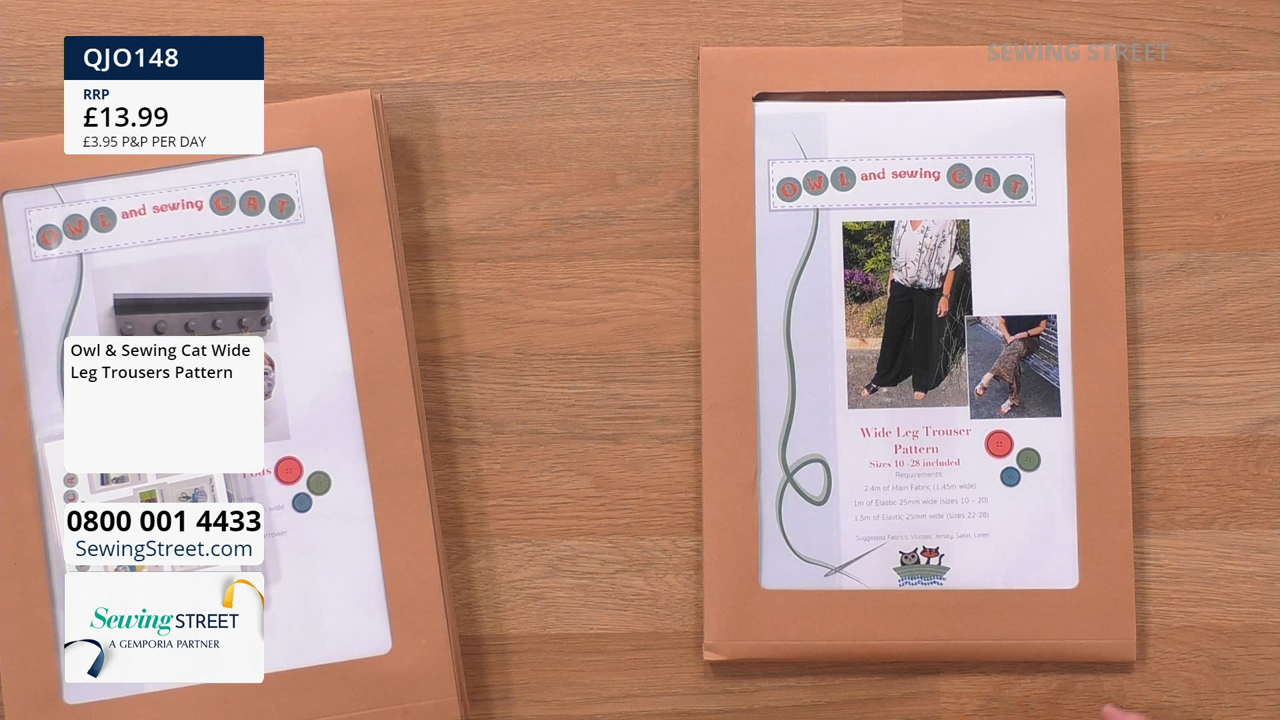 QJO148
RRP
£13.99
£3.95 P&P PER DAY
SEWING STREET
OWL and sewing CAT
Owl & Sewing Cat Wide
Leg Trousers Pattern
0800 001 4433
SewingStreet.com
Sewing STREET
A GEMPORIA PARTNER
OWL and sewing CAT
Wide Leg Trouser
Pattern
Sizes 10 -28 included
Requirements
2.4m of Main Fabric (1.45m wide)
1m of Elastic 25mm wide (sizes 10 – 20)
1.5m of Elastic 25mm wide (sizes 22-28)
Suggested Fabrics, Viscose, Jersey, Satin, Linen